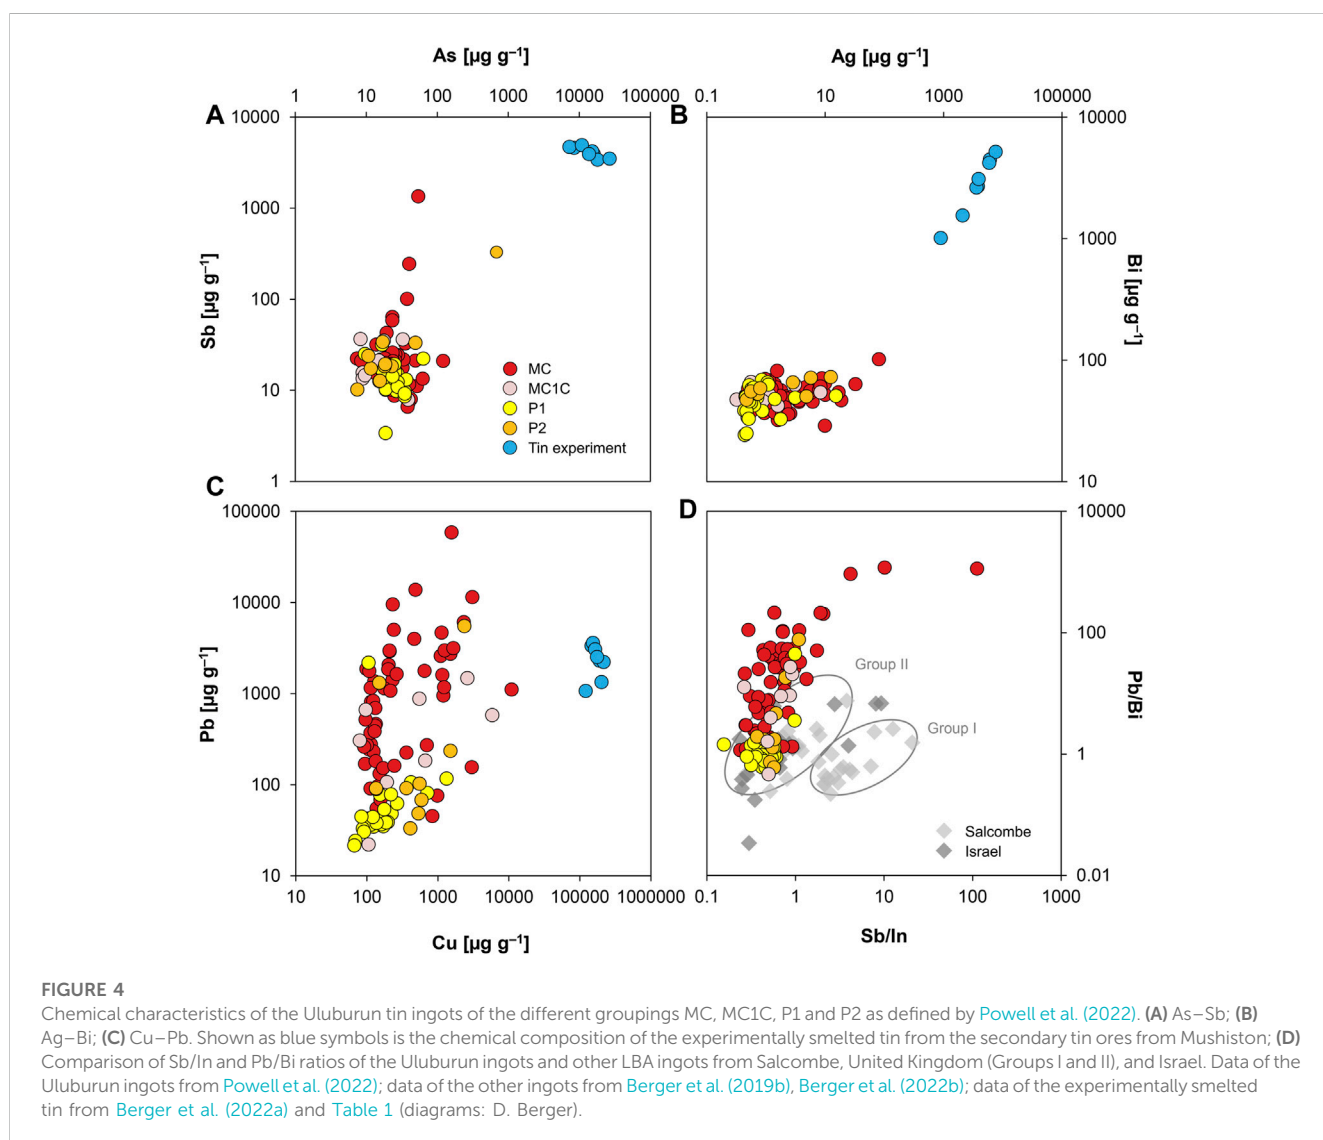 As [µg g⁻¹]
Ag [µg g⁻¹]
1 10 100 1000 10000 100000
0.1 10 1000 100000
A
B
10000
1000
100
10
1
Sb [µg g⁻¹]
10000
1000
100
10
Bi [µg g⁻¹]
MC
MC1C
P1
P2
Tin experiment
C
D
100000
10000
1000
100
10
Pb [µg g⁻¹]
10000
100
1
0.01
Pb/Bi
Group II
Group I
Salcombe
Israel
10 100 1000 10000 100000 1000000
0.1 1 10 100 1000
Cu [µg g⁻¹]
Sb/In
FIGURE 4
Chemical characteristics of the Uluburun tin ingots of the different groupings MC, MC1C, P1 and P2 as defined by Powell et al. (2022). (A) As–Sb; (B)
Ag–Bi; (C) Cu–Pb. Shown as blue symbols is the chemical composition of the experimentally smelted tin from the secondary tin ores from Mushiston; (D)
Comparison of Sb/In and Pb/Bi ratios of the Uluburun ingots and other LBA ingots from Salcombe, United Kingdom (Groups I and II), and Israel. Data of the
Uluburun ingots from Powell et al. (2022); data of the other ingots from Berger et al. (2019b), Berger et al. (2022b); data of the experimentally smelted
tin from Berger et al. (2022a) and Table 1 (diagrams: D. Berger).